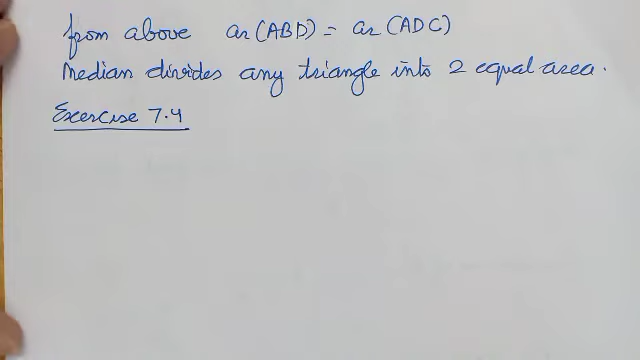 from above ar(ABD) = ar(ADC)
Median divides any triangle into 2 equal area.
Exercise 7.4